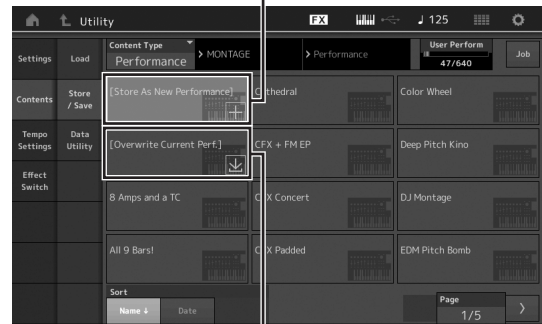 Utility
FX
♩ 125
Settings
Load
Content Type
Performance
MONTAGE
Performance
User Perform
47/640
Job
Contents
Store / Save
[Store As New Performance]
Color Wheel
Tempo Settings
Data Utility
[Overwrite Current Perf.]
CFX + FM EP
Deep Pitch Kino
Effect Switch
8 Amps and a TC
CFX Concert
DJ Montage
All 9 Bars!
CFX Padded
EDM Pitch Bomb
Sort
Name ↓
Date
Page
1/5